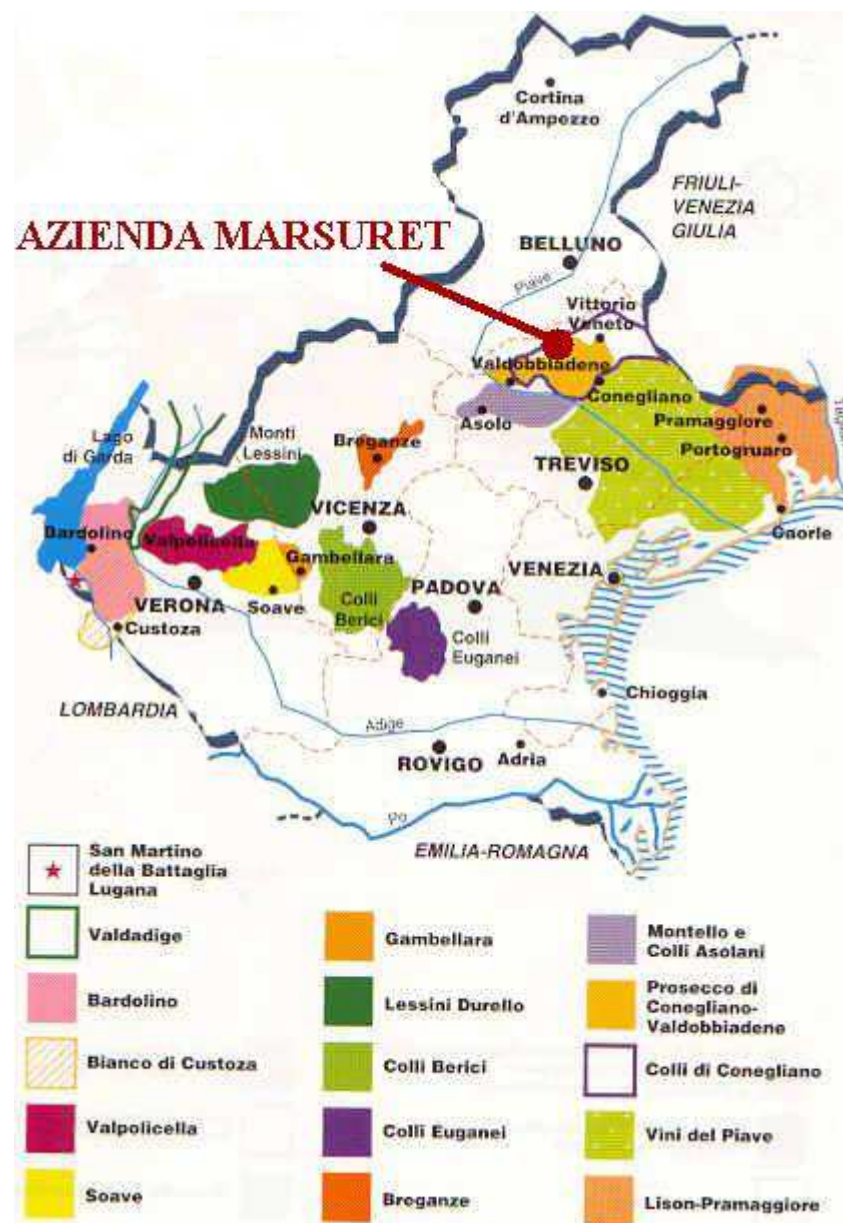 Cortina
d'Ampezzo
FRIULI-
VENEZIA
GIULIA
AZIENDA MARSURET
BELLUNO
Piave
Vittorio
Veneto
Valdobbiadene
Conegliano
Asolo
Pramaggiore
Portogruaro
Lago
di Garda
Monti
Lessini
Breganze
TREVISO
VICENZA
Caorle
Bardolino
Valpolicella
Gambellara
VENEZIA
PADOVA
VERONA
Soave
Colli
Berici
Custoza
Colli
Euganei
Chioggia
LOMBARDIA
Adige
ROVIGO
Adria
Po
EMILIA-ROMAGNA
San Martino
della Battaglia
Lugana
Valdadige
Bardolino
Bianco di Custoza
Valpolicella
Soave
Gambellara
Lessini Durello
Colli Berici
Colli Euganei
Breganze
Montello e
Colli Asolani
Prosecco di
Conegliano-
Valdobbiadene
Colli di Conegliano
Vini del Piave
Lison-Pramaggiore